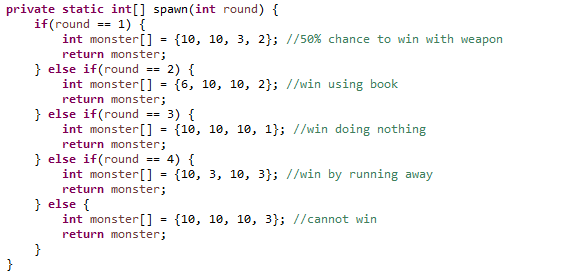 private static int[] spawn(int round) {
    if(round == 1) {
        int monster[] = {10, 10, 3, 2}; //50% chance to win with weapon
        return monster;
    } else if(round == 2) {
        int monster[] = {6, 10, 10, 2}; //win using book
        return monster;
    } else if(round == 3) {
        int monster[] = {10, 10, 10, 1}; //win doing nothing
        return monster;
    } else if(round == 4) {
        int monster[] = {10, 3, 10, 3}; //win by running away
        return monster;
    } else {
        int monster[] = {10, 10, 10, 3}; //cannot win
        return monster;
    }
}